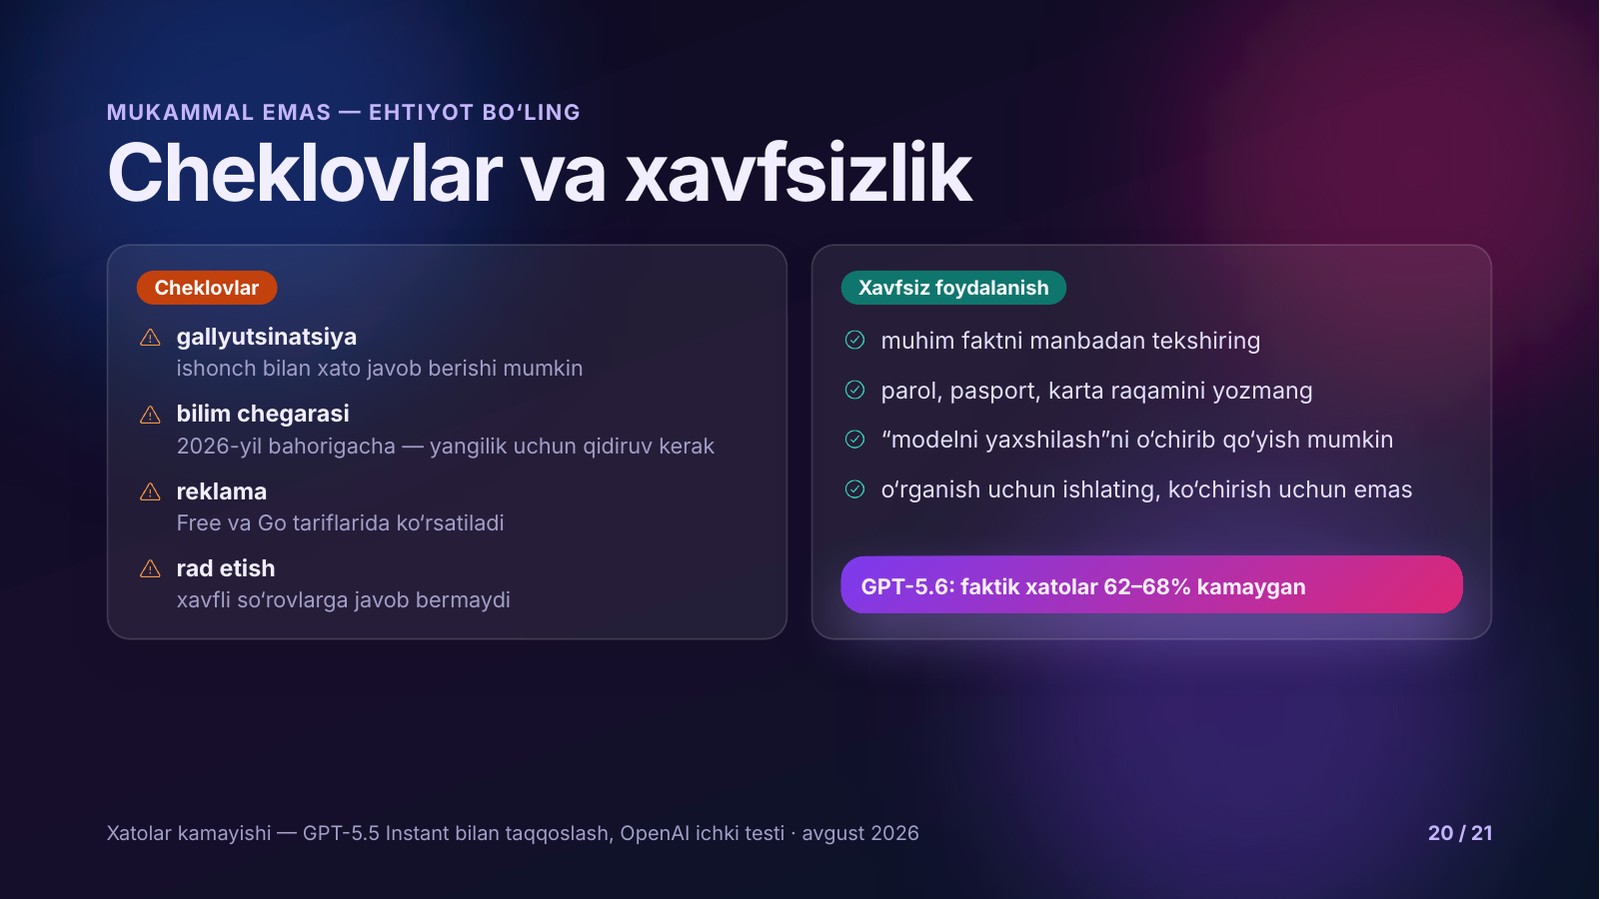 MUKAMMAL EMAS — EHTIYOT BO‘LING
Cheklovlar va xavfsizlik
Cheklovlar
gallyutsinatsiya
ishonch bilan xato javob berishi mumkin
bilim chegarasi
2026-yil bahorigacha — yangilik uchun qidiruv kerak
reklama
Free va Go tariflarida ko‘rsatiladi
rad etish
xavfli so‘rovlarga javob bermaydi
Xavfsiz foydalanish
muhim faktni manbadan tekshiring
parol, pasport, karta raqamini yozmang
“modelni yaxshilash”ni o‘chirib qo‘yish mumkin
o‘rganish uchun ishlating, ko‘chirish uchun emas
GPT-5.6: faktik xatolar 62–68% kamaygan
Xatolar kamayishi — GPT-5.5 Instant bilan taqqoslash, OpenAI ichki testi · avgust 2026
20 / 21